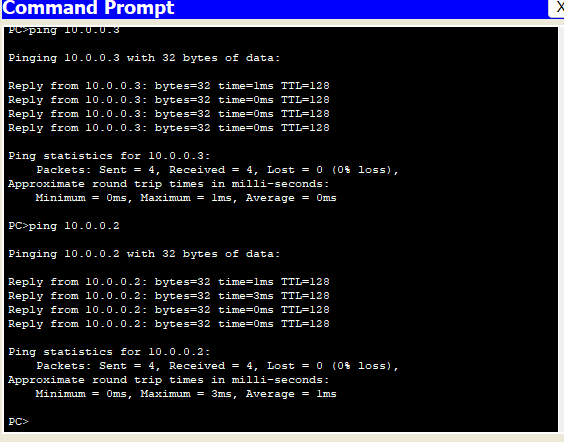 Command Prompt
X
PC>ping 10.0.0.3
Pinging 10.0.0.3 with 32 bytes of data:
Reply from 10.0.0.3: bytes=32 time=1ms TTL=128
Reply from 10.0.0.3: bytes=32 time=0ms TTL=128
Reply from 10.0.0.3: bytes=32 time=0ms TTL=128
Reply from 10.0.0.3: bytes=32 time=0ms TTL=128
Ping statistics for 10.0.0.3:
    Packets: Sent = 4, Received = 4, Lost = 0 (0% loss),
Approximate round trip times in milli-seconds:
    Minimum = 0ms, Maximum = 1ms, Average = 0ms
PC>ping 10.0.0.2
Pinging 10.0.0.2 with 32 bytes of data:
Reply from 10.0.0.2: bytes=32 time=1ms TTL=128
Reply from 10.0.0.2: bytes=32 time=3ms TTL=128
Reply from 10.0.0.2: bytes=32 time=0ms TTL=128
Reply from 10.0.0.2: bytes=32 time=0ms TTL=128
Ping statistics for 10.0.0.2:
    Packets: Sent = 4, Received = 4, Lost = 0 (0% loss),
Approximate round trip times in milli-seconds:
    Minimum = 0ms, Maximum = 3ms, Average = 1ms
PC>